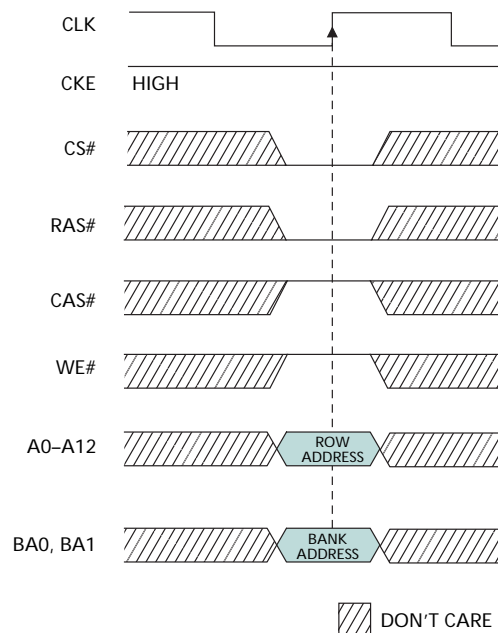 CLK
CKE HIGH
CS#
RAS#
CAS#
WE#
A0–A12 ROW
ADDRESS
BA0, BA1 BANK
ADDRESS
DON'T CARE